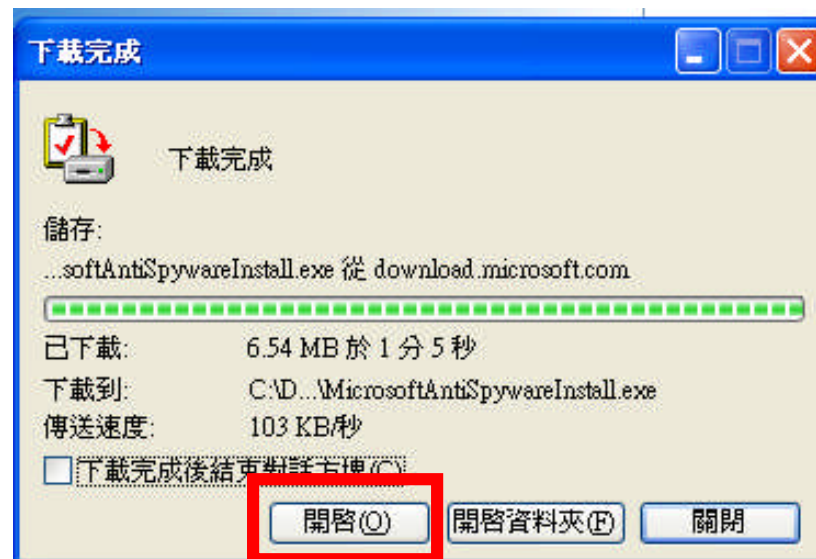 下載完成
下載完成
儲存:
...softAntiSpywareInstall.exe 從 download.microsoft.com
已下載: 6.54 MB 於 1 分 5 秒
下載到: C:\D...\MicrosoftAntiSpywareInstall.exe
傳送速度: 103 KB/秒
下載完成後結束對話方塊(C)
開啓(O) 開啓資料夾(F) 關閉